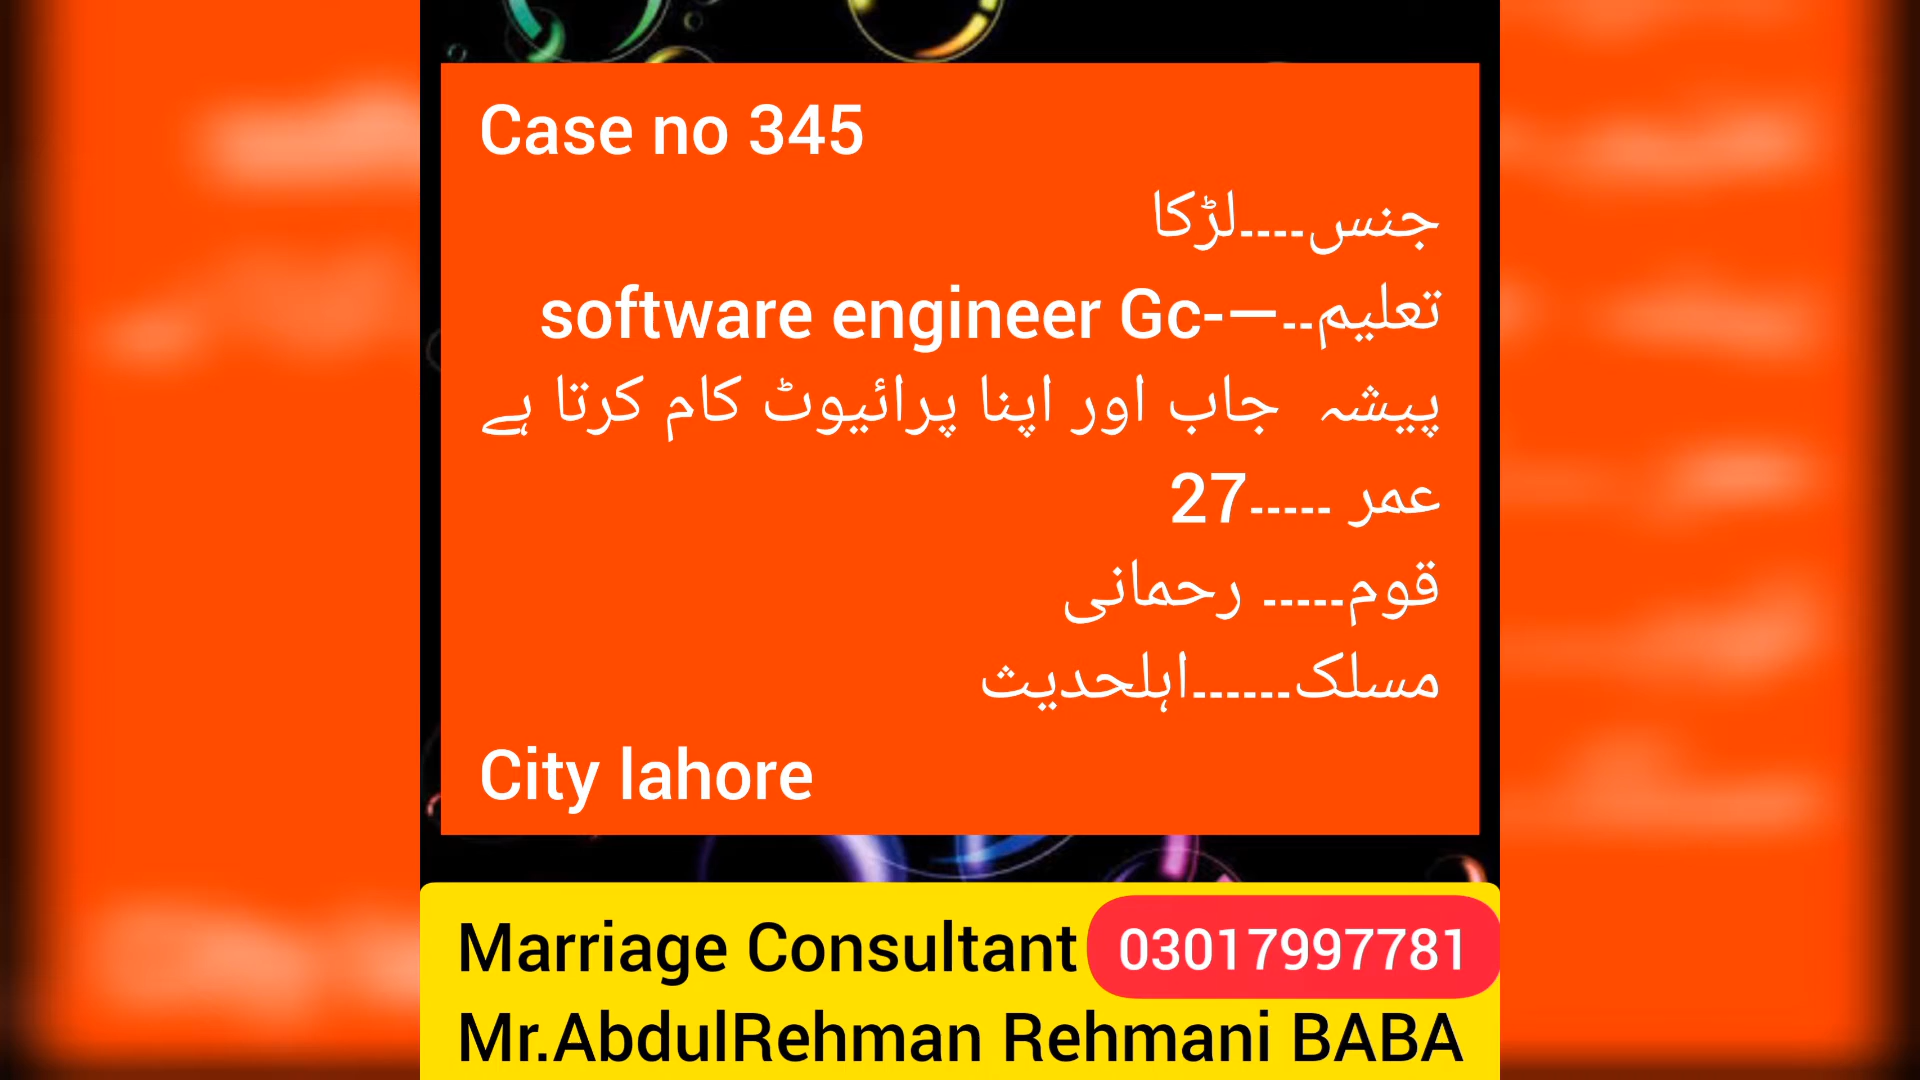 Case no 345
جنس----لڑکا
تعلیم--—-software engineer Gc
پیشہ جاب اور اپنا پرائیوٹ کام کرتا ہے
عمر -----27
قوم----- رحمانی
مسلک------اہلحدیث
City lahore
Marriage Consultant 03017997781
Mr.AbdulRehman Rehmani BABA